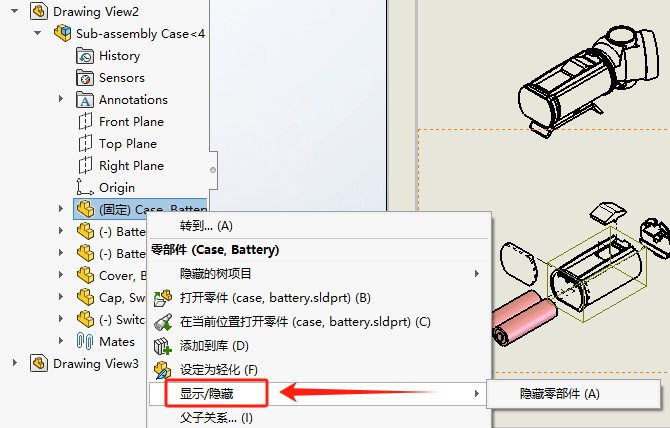 Drawing View2
Sub-assembly Case<4
History
Sensors
Annotations
Front Plane
Top Plane
Right Plane
Origin
(固定) Case, Battery
(-) Batte
(-) Batte
Cover, B
Cap, Sw
(-) Switc
Mates
Drawing View3
转到... (A)
零部件 (Case, Battery)
隐藏的树项目
打开零件 (case, battery.sldprt) (B)
在当前位置打开零件 (case, battery.sldprt) (C)
添加到库 (D)
设定为轻化 (F)
显示/隐藏
隐藏零部件 (A)
父子关系... (I)